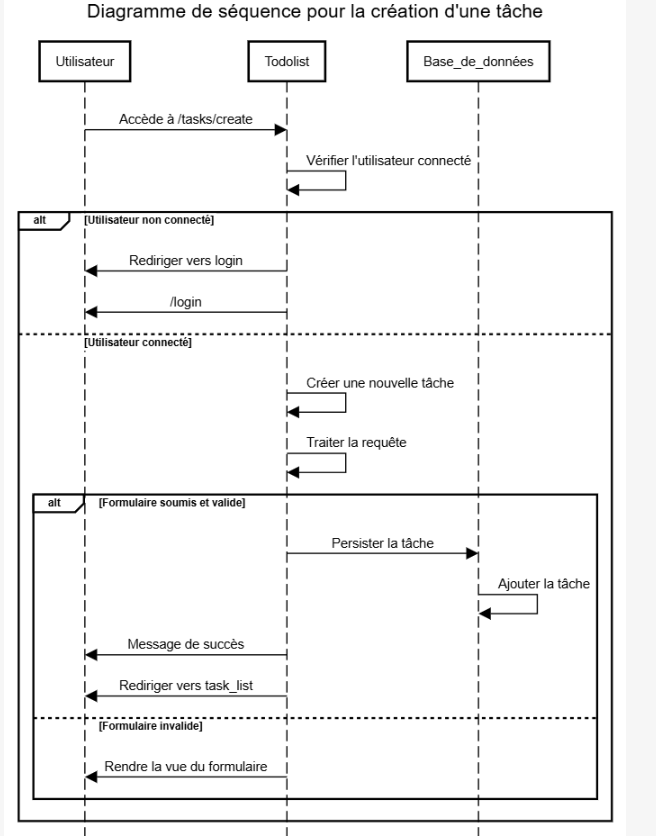 Diagramme de séquence pour la création d'une tâche
Utilisateur
Todolist
Base_de_données
Accède à /tasks/create
Vérifier l'utilisateur connecté
alt
[Utilisateur non connecté]
Rediriger vers login
/login
[Utilisateur connecté]
Créer une nouvelle tâche
Traiter la requête
alt
[Formulaire soumis et valide]
Persister la tâche
Ajouter la tâche
Message de succès
Rediriger vers task_list
[Formulaire invalide]
Rendre la vue du formulaire